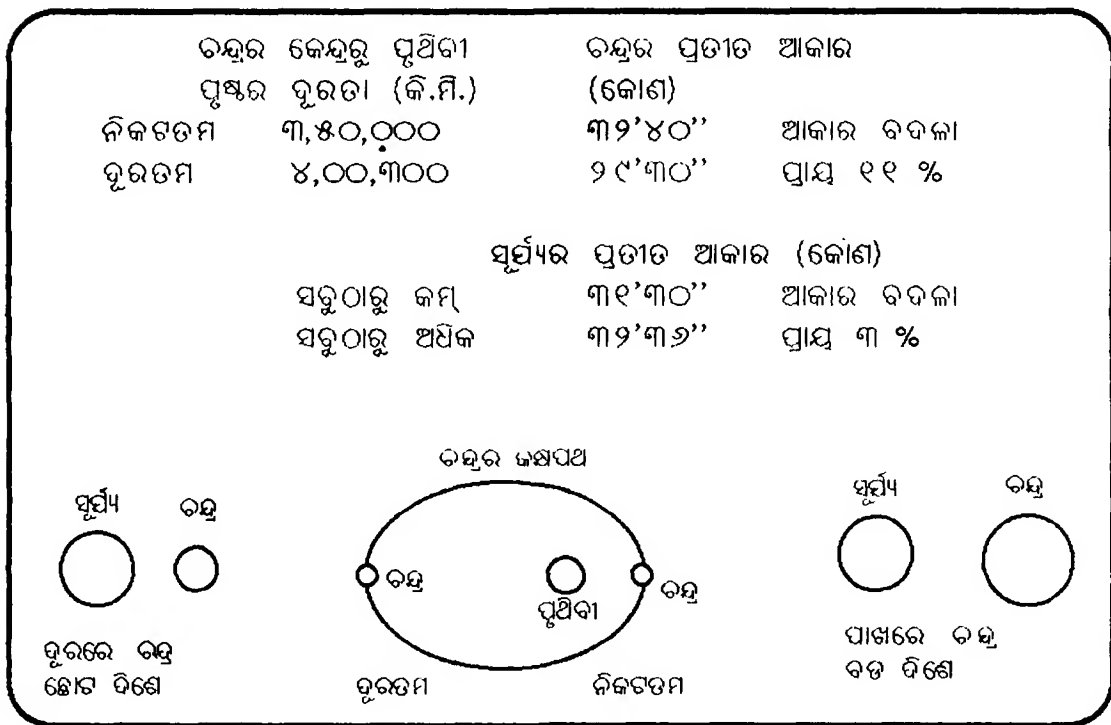 ଚନ୍ଦ୍ରର କେନ୍ଦ୍ରରୁ ପୃଥିବୀ ଚନ୍ଦ୍ରର ପ୍ରତୀତ ଆକାର
ପୃଷ୍ଠର ଦୂରତା (କି.ମି.) (କୋଣ)
ନିକଟତମ ୩,୫୦,୦୦୦ ୩୨'୪୦'' ଆକାର ବଦଳା
ଦୂରତମ ୪,୦୦,୩୦୦ ୨୯'୩୦'' ପ୍ରାୟ ୧୧ %
ସୂର୍ଯ୍ୟର ପ୍ରତୀତ ଆକାର (କୋଣ)
ସବୁଠାରୁ କମ୍ ୩୧'୩୦'' ଆକାର ବଦଳା
ସବୁଠାରୁ ଅଧିକ ୩୨'୩୬'' ପ୍ରାୟ ୩ %
ଚନ୍ଦ୍ରର କକ୍ଷପଥ
ସୂର୍ଯ୍ୟ ଚନ୍ଦ୍ର
ସୂର୍ଯ୍ୟ ଚନ୍ଦ୍ର
ଚନ୍ଦ୍ର
ପୃଥିବୀ
ଚନ୍ଦ୍ର
ଦୂରରେ ଚନ୍ଦ୍ର
ଛୋଟ ଦିଶେ
ଦୂରତମ
ନିକଟତମ
ପାଖରେ ଚନ୍ଦ୍ର
ବଡ ଦିଶେ